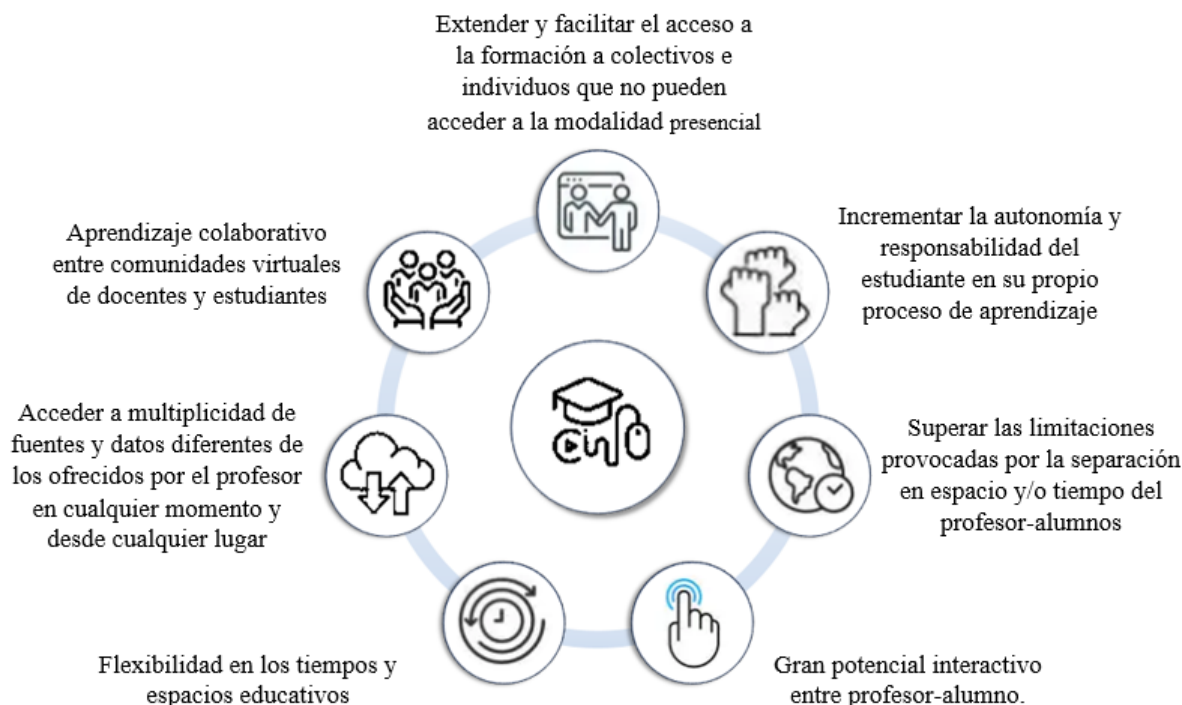 Extender y facilitar el acceso a
la formación a colectivos e
individuos que no pueden
acceder a la modalidad presencial
Incrementar la autonomía y
responsabilidad del
estudiante en su propio
proceso de aprendizaje
Superar las limitaciones
provocadas por la separación
en espacio y/o tiempo del
profesor-alumnos
Gran potencial interactivo
entre profesor-alumno.
Flexibilidad en los tiempos y
espacios educativos
Acceder a multiplicidad de
fuentes y datos diferentes de
los ofrecidos por el profesor
en cualquier momento y
desde cualquier lugar
Aprendizaje colaborativo
entre comunidades virtuales
de docentes y estudiantes